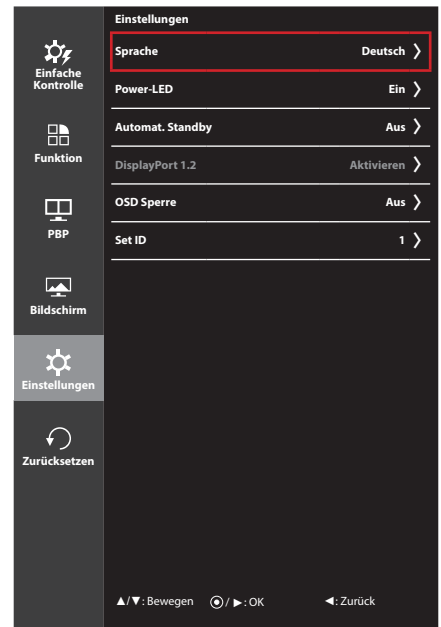 Einfache
Kontrolle
Funktion
PBP
Bildschirm
Einstellungen
Zurücksetzen
Einstellungen
Sprache Deutsch
Power-LED Ein
Automat. Standby Aus
DisplayPort 1.2 Aktivieren
OSD Sperre Aus
Set ID 1
▲/▼: Bewegen ◉/ ►: OK ◄: Zurück